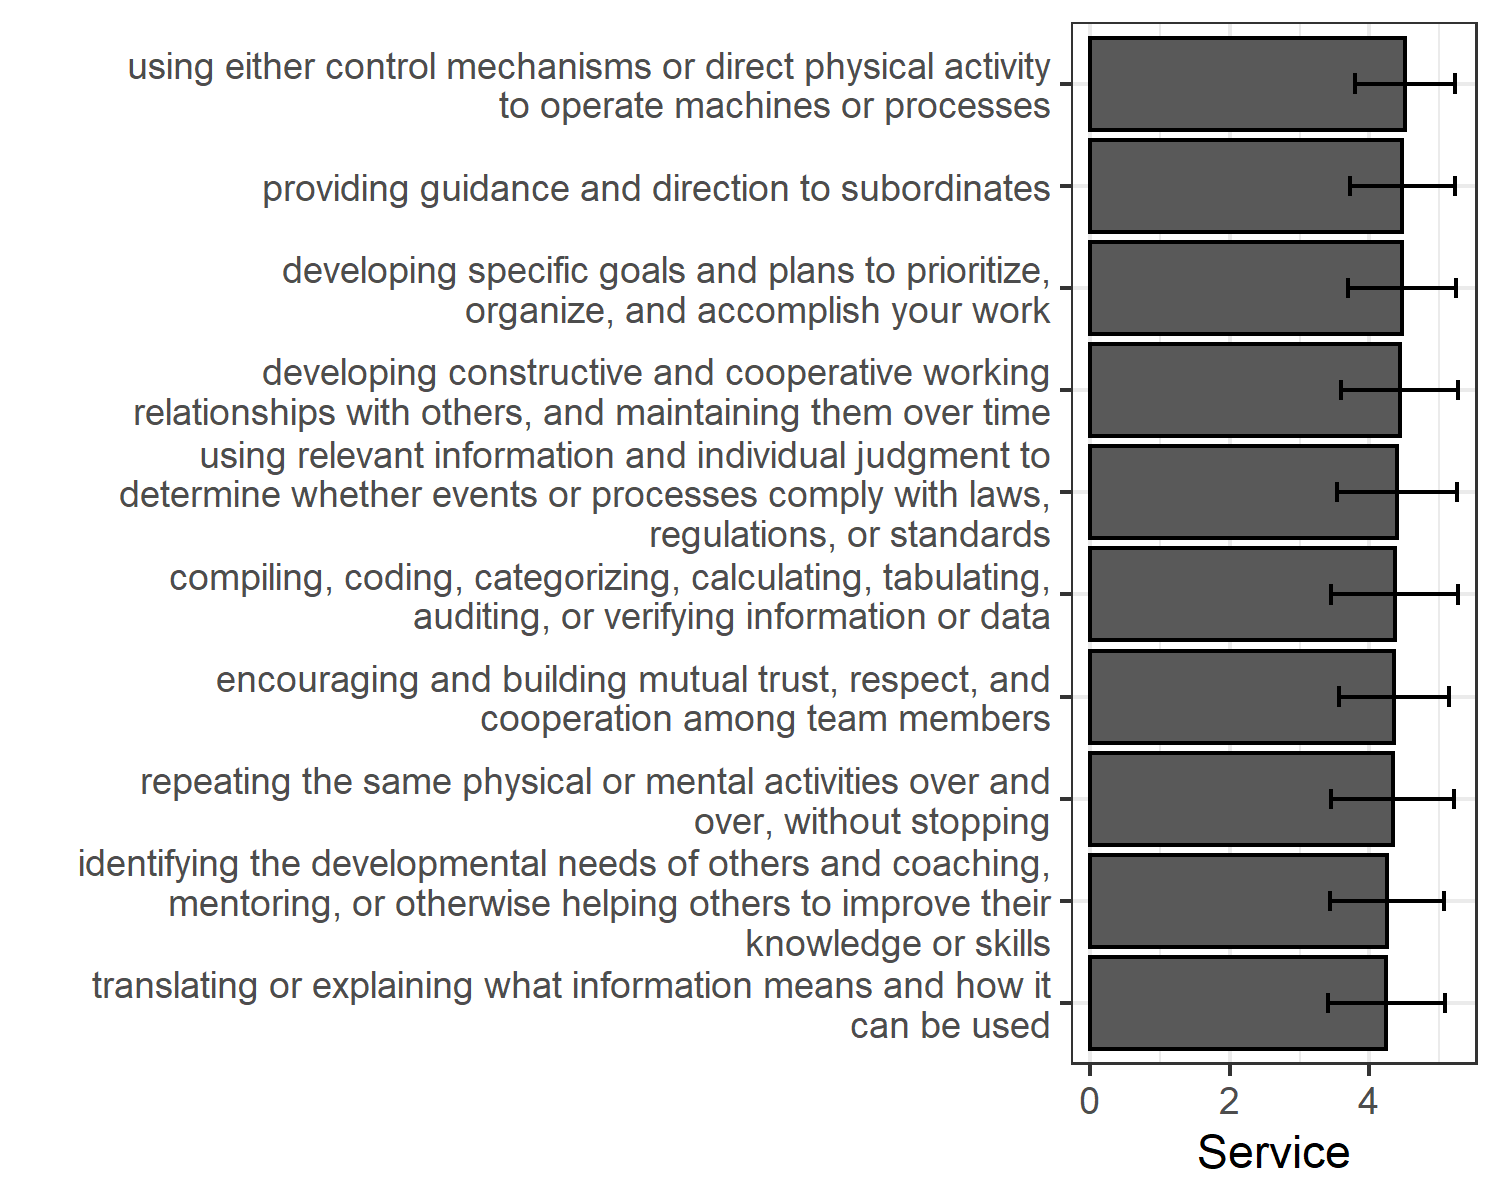 using either control mechanisms or direct physical activity
to operate machines or processes
providing guidance and direction to subordinates
developing specific goals and plans to prioritize,
organize, and accomplish your work
developing constructive and cooperative working
relationships with others, and maintaining them over time
using relevant information and individual judgment to
determine whether events or processes comply with laws,
regulations, or standards
compiling, coding, categorizing, calculating, tabulating,
auditing, or verifying information or data
encouraging and building mutual trust, respect, and
cooperation among team members
repeating the same physical or mental activities over and
over, without stopping
identifying the developmental needs of others and coaching,
mentoring, or otherwise helping others to improve their
knowledge or skills
translating or explaining what information means and how it
can be used
0 2 4
Service